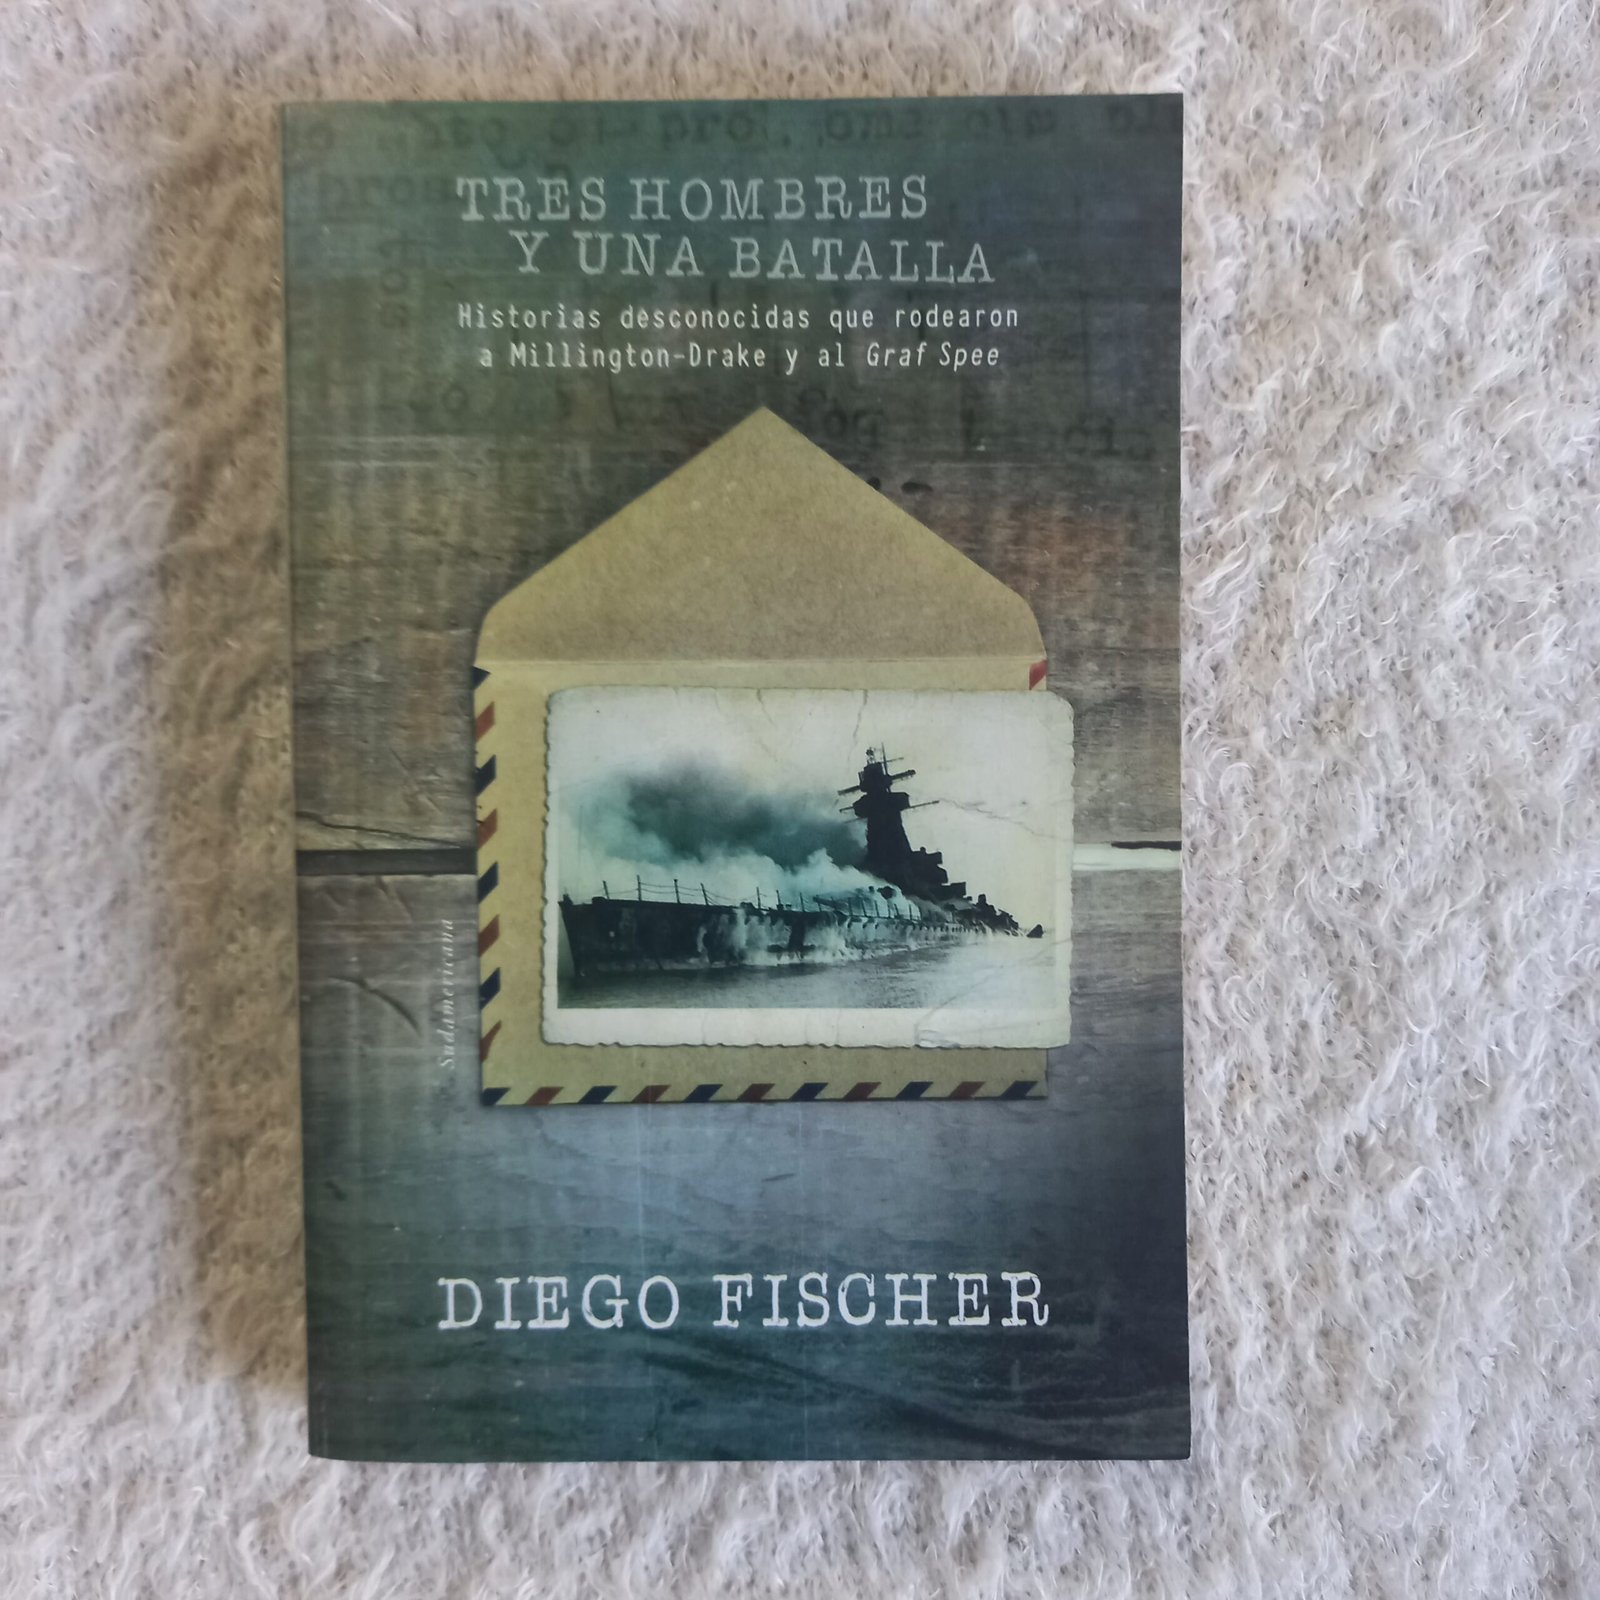 TRES HOMBRES
Y UNA BATALLA
Historias desconocidas que rodearon
a Millington-Drake y al Graf Spee
Sudamericana
DIEGO FISCHER